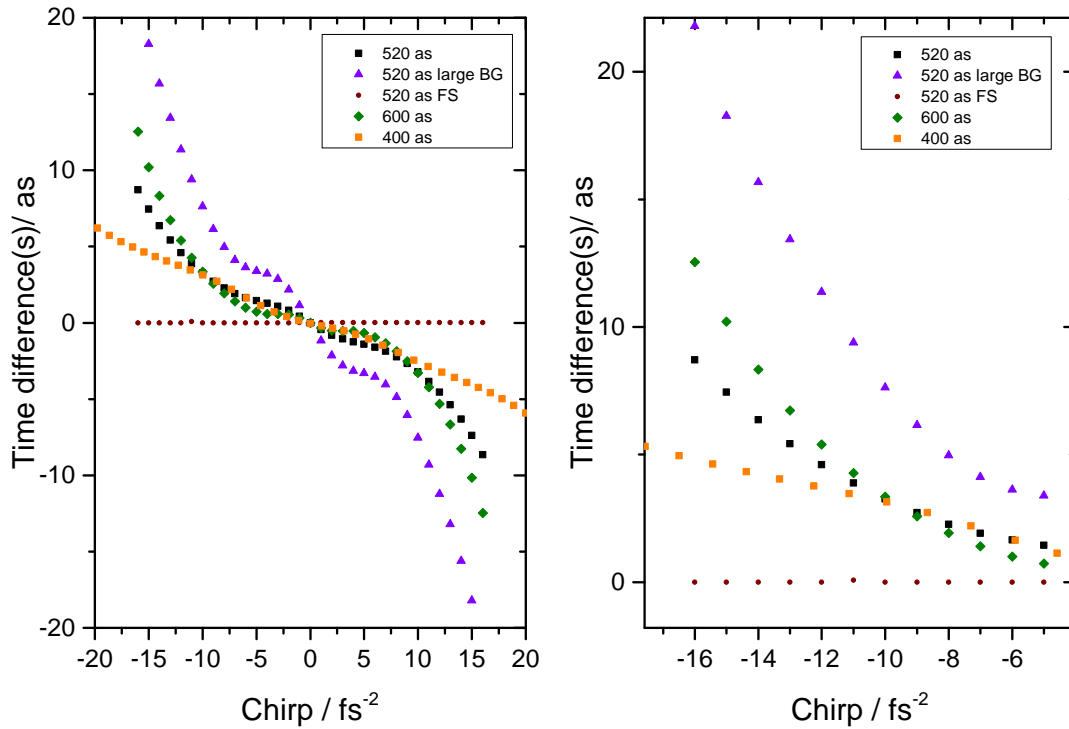 20
10
0
-10
-20
-20
-15
-10
-5
0
5
10
15
20
Time difference(s)/ as
Chirp / fs-2
520 as
520 as large BG
520 as FS
600 as
400 as
20
10
0
-16
-14
-12
-10
-8
-6
Time difference(s)/ as
Chirp / fs-2
520 as
520 as large BG
520 as FS
600 as
400 as